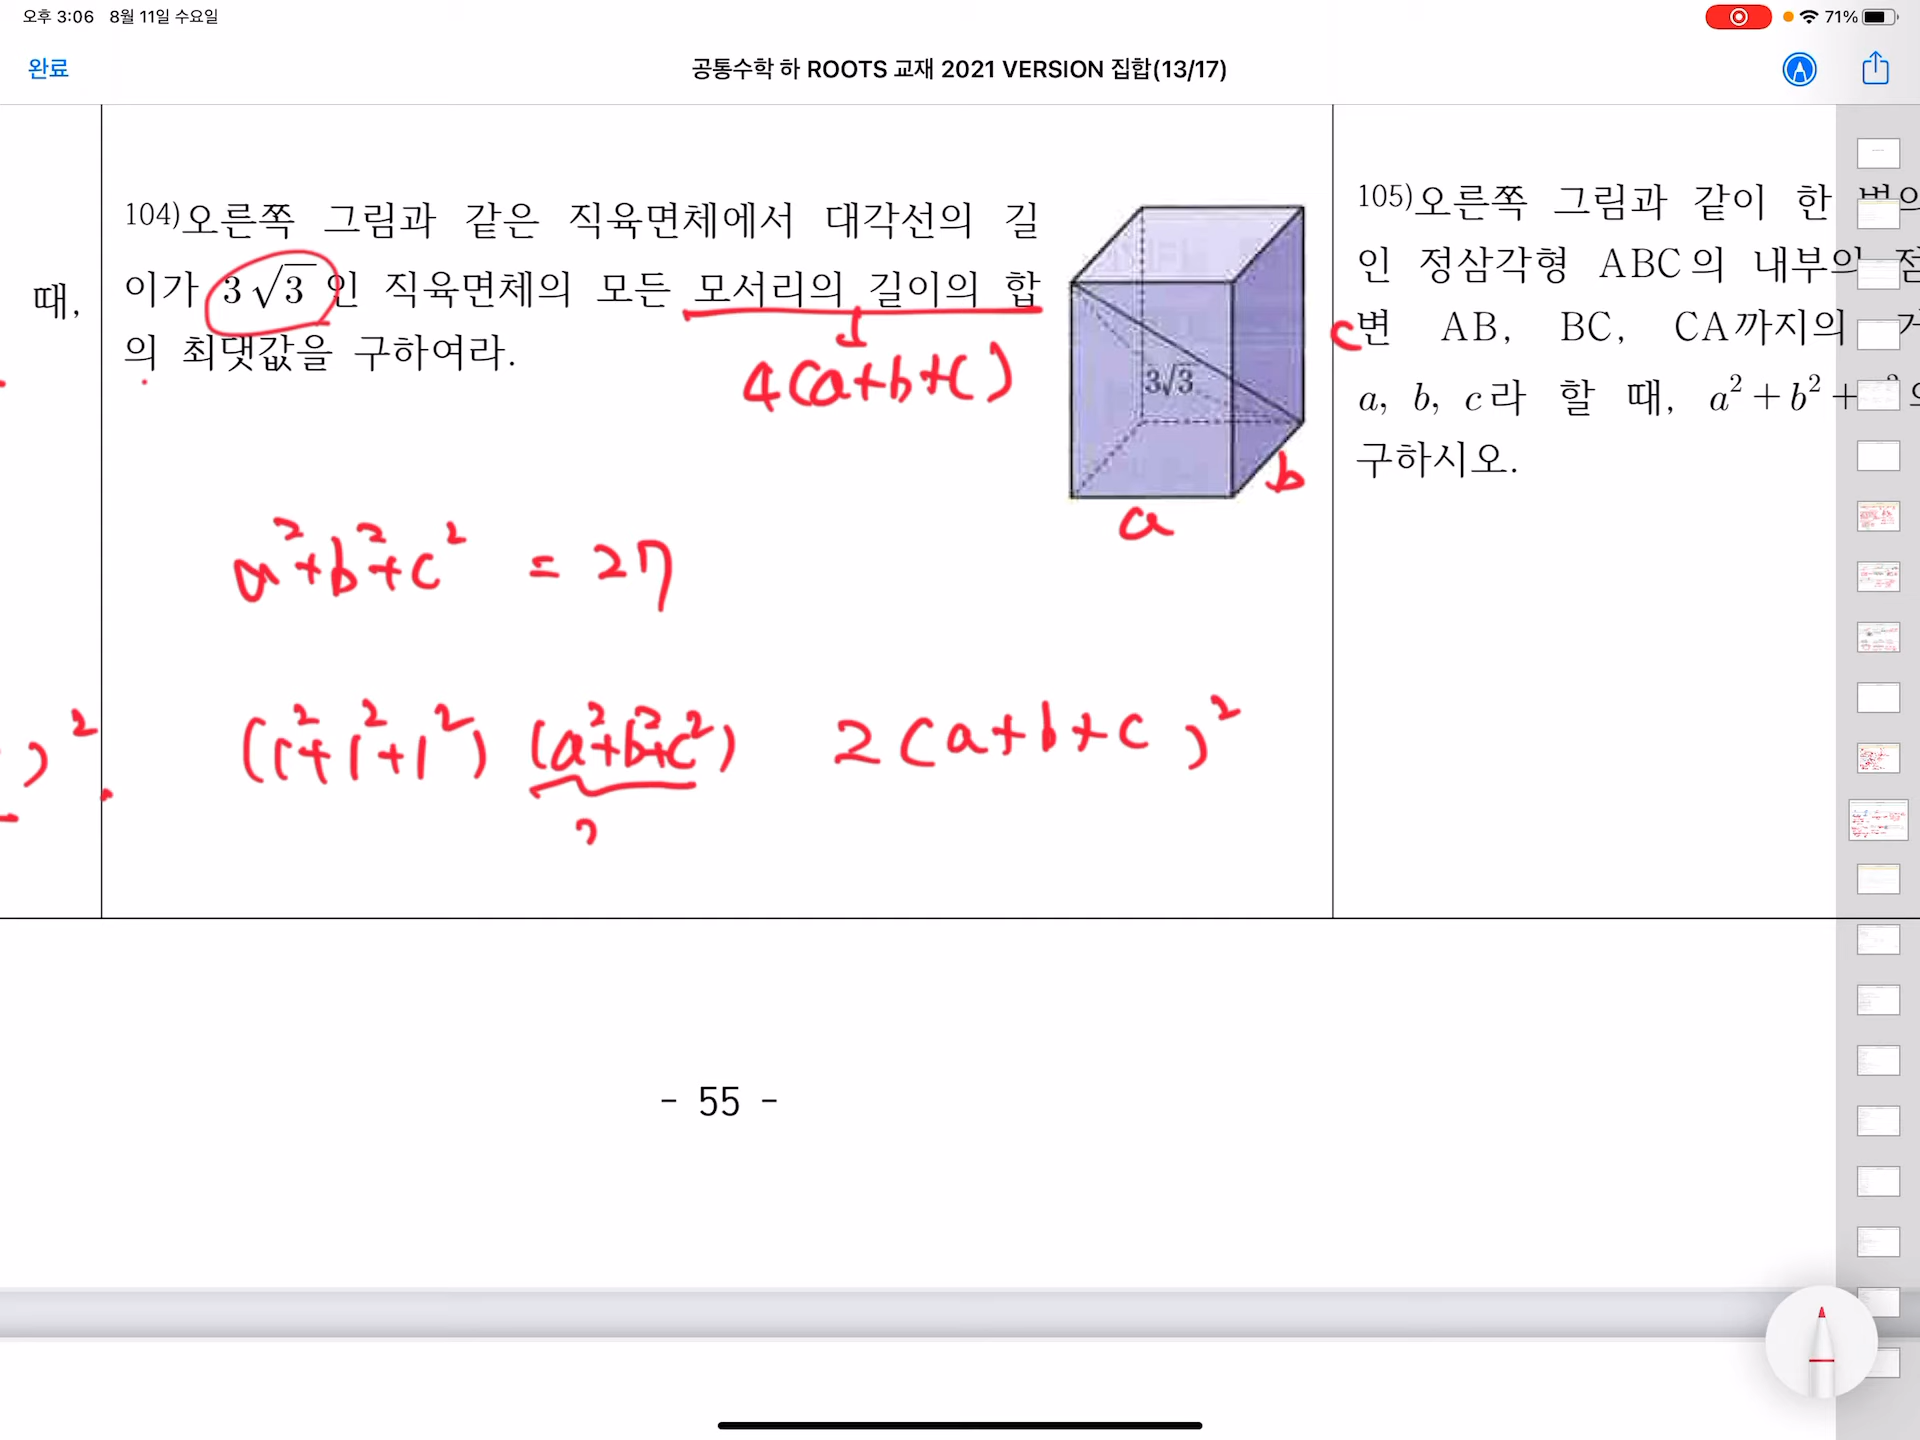 오후 3:06 8월 11일 수요일
71%
완료
공통수학 하 ROOTS 교재 2021 VERSION 집합(13/17)
때,
104)오른쪽 그림과 같은 직육면체에서 대각선의 길
이가 3√3 인 직육면체의 모든 모서리의 길이의 합
의 최댓값을 구하여라.
4(a+b+c)
3√3
a
b
c
a²+b²+c² = 27
(1²+1²+1²) (a²+b²+c²) ≥ (a+b+c)²
)²
105)오른쪽 그림과 같이 한
인 정삼각형 ABC의 내부의 점
변 AB, BC, CA까지의
a, b, c라 할 때, a²+b²+
구하시오.
- 55 -